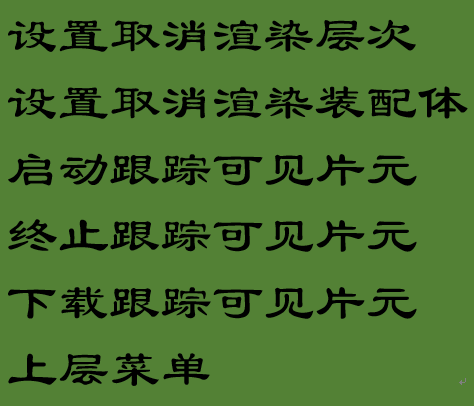 设置取消渲染层次
设置取消渲染装配体
启动跟踪可见片元
终止跟踪可见片元
下载跟踪可见片元
上层菜单